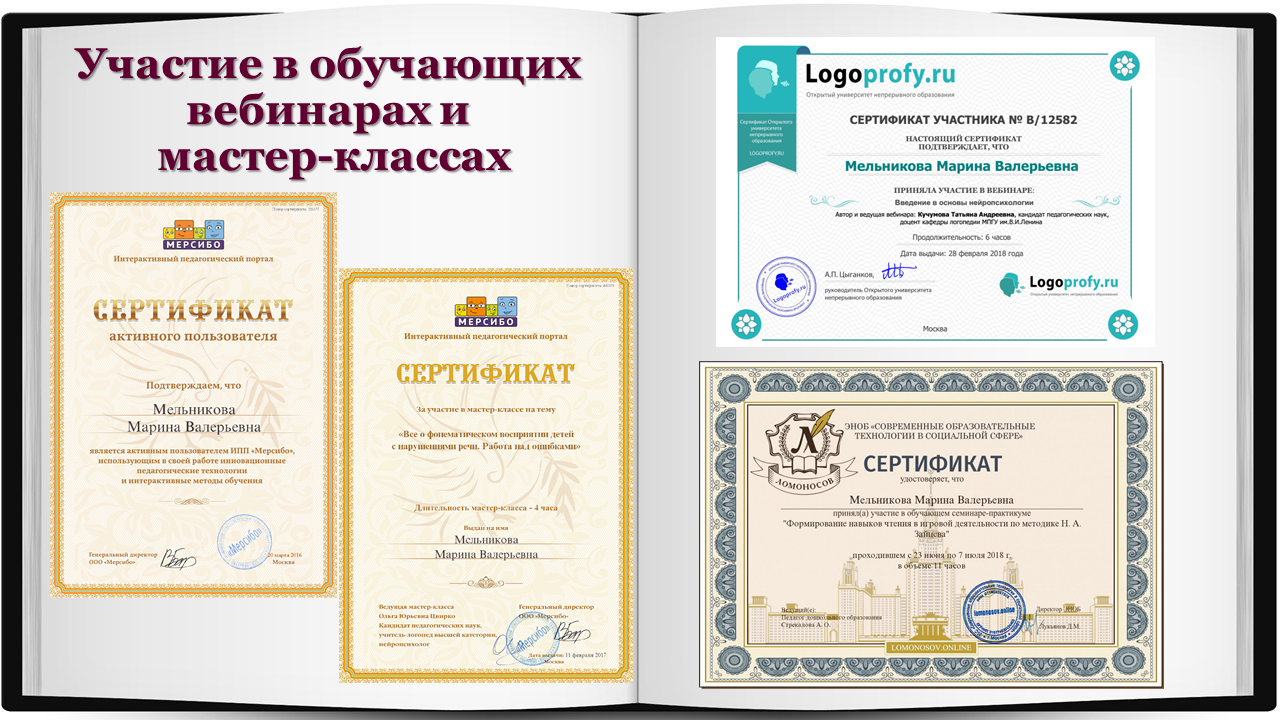 Участие в обучающих
вебинарах и
мастер-классах
МЕРСИБО
Интерактивный педагогический портал
СЕРТИФИКАТ
активного пользователя
Подтверждаем, что
Мельникова
Марина Валерьевна
является активным пользователем ИПП «Мерсибо»,
использующим в своей работе инновационные
педагогические технологии
и интерактивные методы обучения
Генеральный директор
ООО «Мерсибо»
«Мерсибо»
20 марта 2016
Москва
МЕРСИБО
Интерактивный педагогический портал
СЕРТИФИКАТ
За участие в мастер-классе на тему
«Все о фонематическом восприятии детей
с нарушениями речи. Работа над ошибками»
Длительность мастер-класса - 4 часа
Выдан на имя
Мельникова
Марина Валерьевна
Ведущая мастер-класса
Ольга Юрьевна Цвирко
Кандидат педагогических наук,
учитель-логопед высшей категории,
нейропсихолог
Генеральный директор
ООО «Мерсибо»
«Мерсибо»
Дата выдачи: 11 февраля 2017
Москва
Logoprofy.ru
Открытый университет непрерывного образования
Сертификат Открытого
университета
непрерывного
образования
LOGOPROFY.RU
СЕРТИФИКАТ УЧАСТНИКА № В/12582
НАСТОЯЩИЙ СЕРТИФИКАТ
ПОДТВЕРЖДАЕТ, ЧТО
Мельникова Марина Валерьевна
ПРИНЯЛА УЧАСТИЕ В ВЕБИНАРЕ:
Введение в основы нейропсихологии
Автор и ведущая вебинара: Кучумова Татьяна Андреевна, кандидат педагогических наук,
доцент кафедры логопедии МПГУ им.В.И.Ленина
Продолжительность: 6 часов
Дата выдачи: 28 февраля 2018 года
А.П. Цыганков,
руководитель Открытого университета
непрерывного образования
Logoprofy.ru
Logoprofy.ru
Открытый университет непрерывного образования
Москва
Л
ЛОМОНОСОВ
ЭНОБ «СОВРЕМЕННЫЕ ОБРАЗОВАТЕЛЬНЫЕ
ТЕХНОЛОГИИ В СОЦИАЛЬНОЙ СФЕРЕ»
СЕРТИФИКАТ
удостоверяет, что
Мельникова Марина Валерьевна
принял(а) участие в обучающем семинаре-практикуме
"Формирование навыков чтения в игровой деятельности по методике Н. А.
Зайцева"
проходившем с 23 июня по 7 июля 2018 г.
в объеме 11 часов
Ведущий(е):
Педагог дошкольного образования
Стрекалова А. О.
lomonosov.online
Директор ЭНОБ
Лукьянов Д.М.
LOMONOSOV.ONLINE